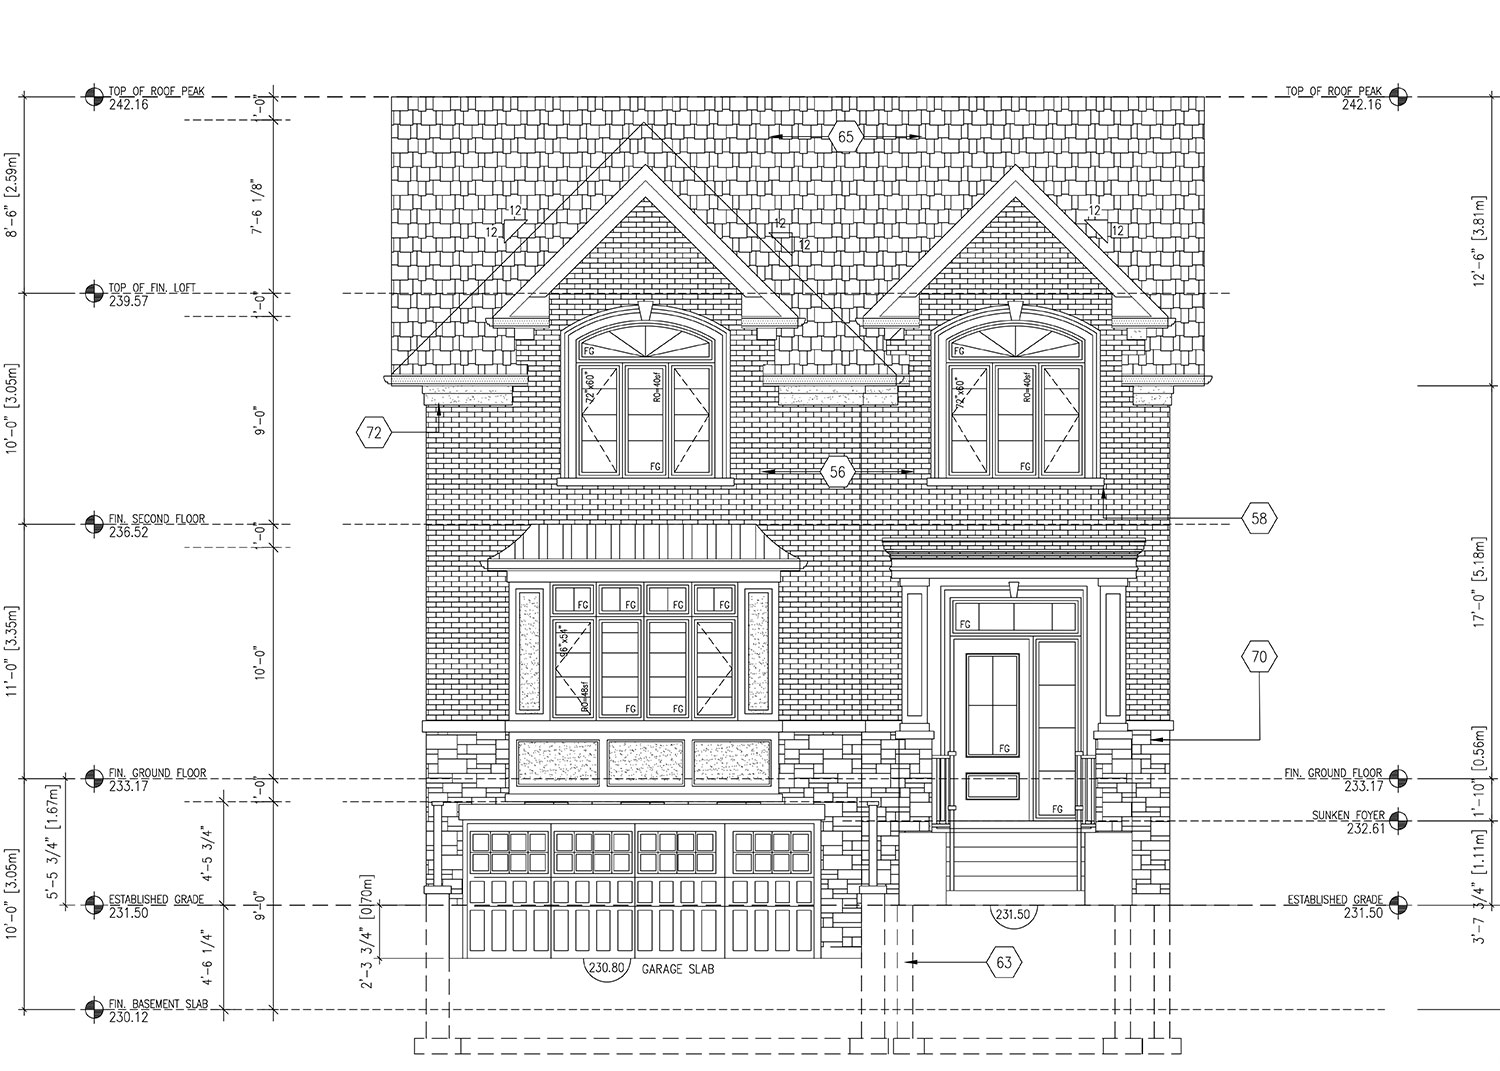 TOP OF ROOF PEAK
242.16
TOP OF ROOF PEAK
242.16
1'-0"
65
8'-6" [2.59m]
7'-6 1/8"
12'-6" [3.81m]
12
12
12
12
12
12
TOP OF FIN. LOFT
239.57
1'-0"
FG
FG
10'-0" [3.05m]
9'-0"
72"x60"
RO=40sf
72"x60"
RO=40sf
72
FG
FG
56
58
FIN. SECOND FLOOR
236.52
1'-0"
17'-0" [5.18m]
FG
FG
FG
FG
FG
11'-0" [3.35m]
10'-0"
96"x54"
RO=48sf
FG
FG
70
FG
FIN. GROUND FLOOR
233.17
FIN. GROUND FLOOR
233.17
1'-0"
1'-10" [0.56m]
FG
SUNKEN FOYER
232.61
5'-5 3/4" [1.67m]
4'-5 3/4"
10'-0" [3.05m]
9'-0"
3'-7 3/4" [1.11m]
ESTABLISHED GRADE
231.50
ESTABLISHED GRADE
231.50
231.50
4'-6 1/4"
2'-3 3/4" [0.70m]
230.80
GARAGE SLAB
63
FIN. BASEMENT SLAB
230.12